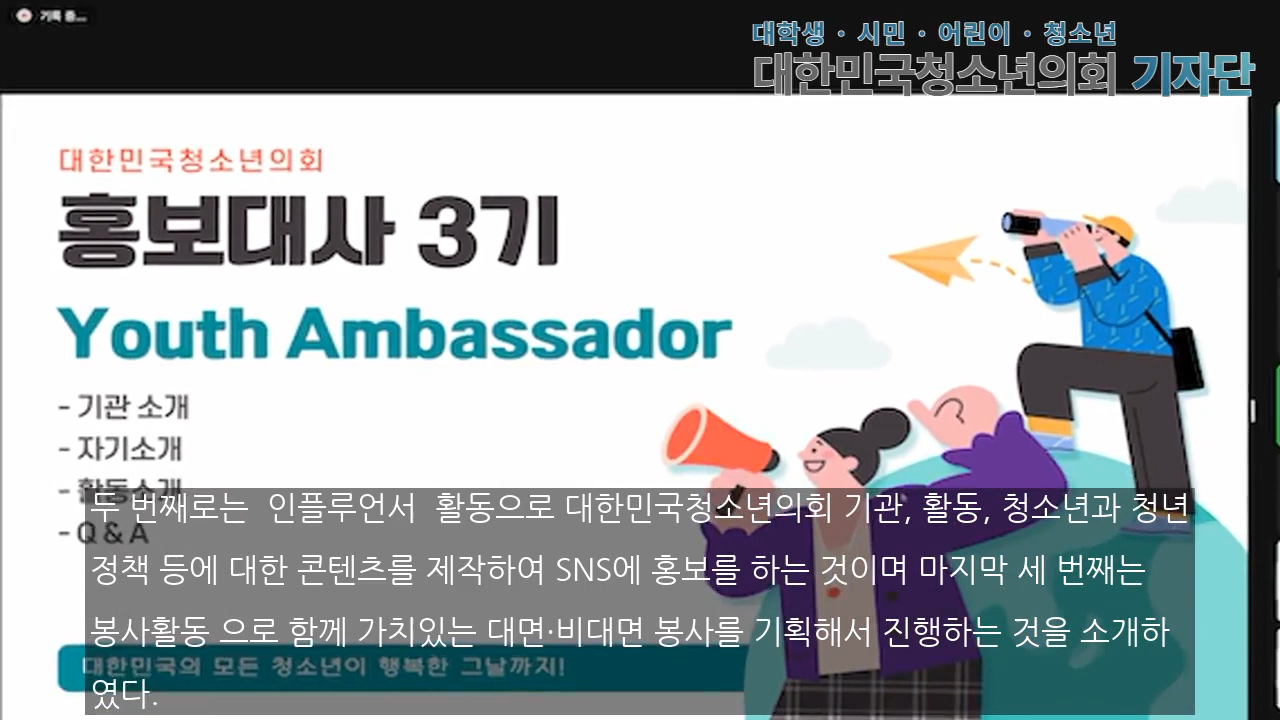 기록 중...
대학생 · 시민 · 어린이 · 청소년
대한민국청소년의회 기자단
대한민국청소년의회
홍보대사 3기
Youth Ambassador
- 기관 소개
- 자기소개
- 활동소개
- Q & A
두 번째로는 인플루언서 활동으로 대한민국청소년의회 기관, 활동, 청소년과 청년
정책 등에 대한 콘텐츠를 제작하여 SNS에 홍보를 하는 것이며 마지막 세 번째는
봉사활동 으로 함께 가치있는 대면·비대면 봉사를 기획해서 진행하는 것을 소개하
였다.
대한민국의 모든 청소년이 행복한 그날까지!